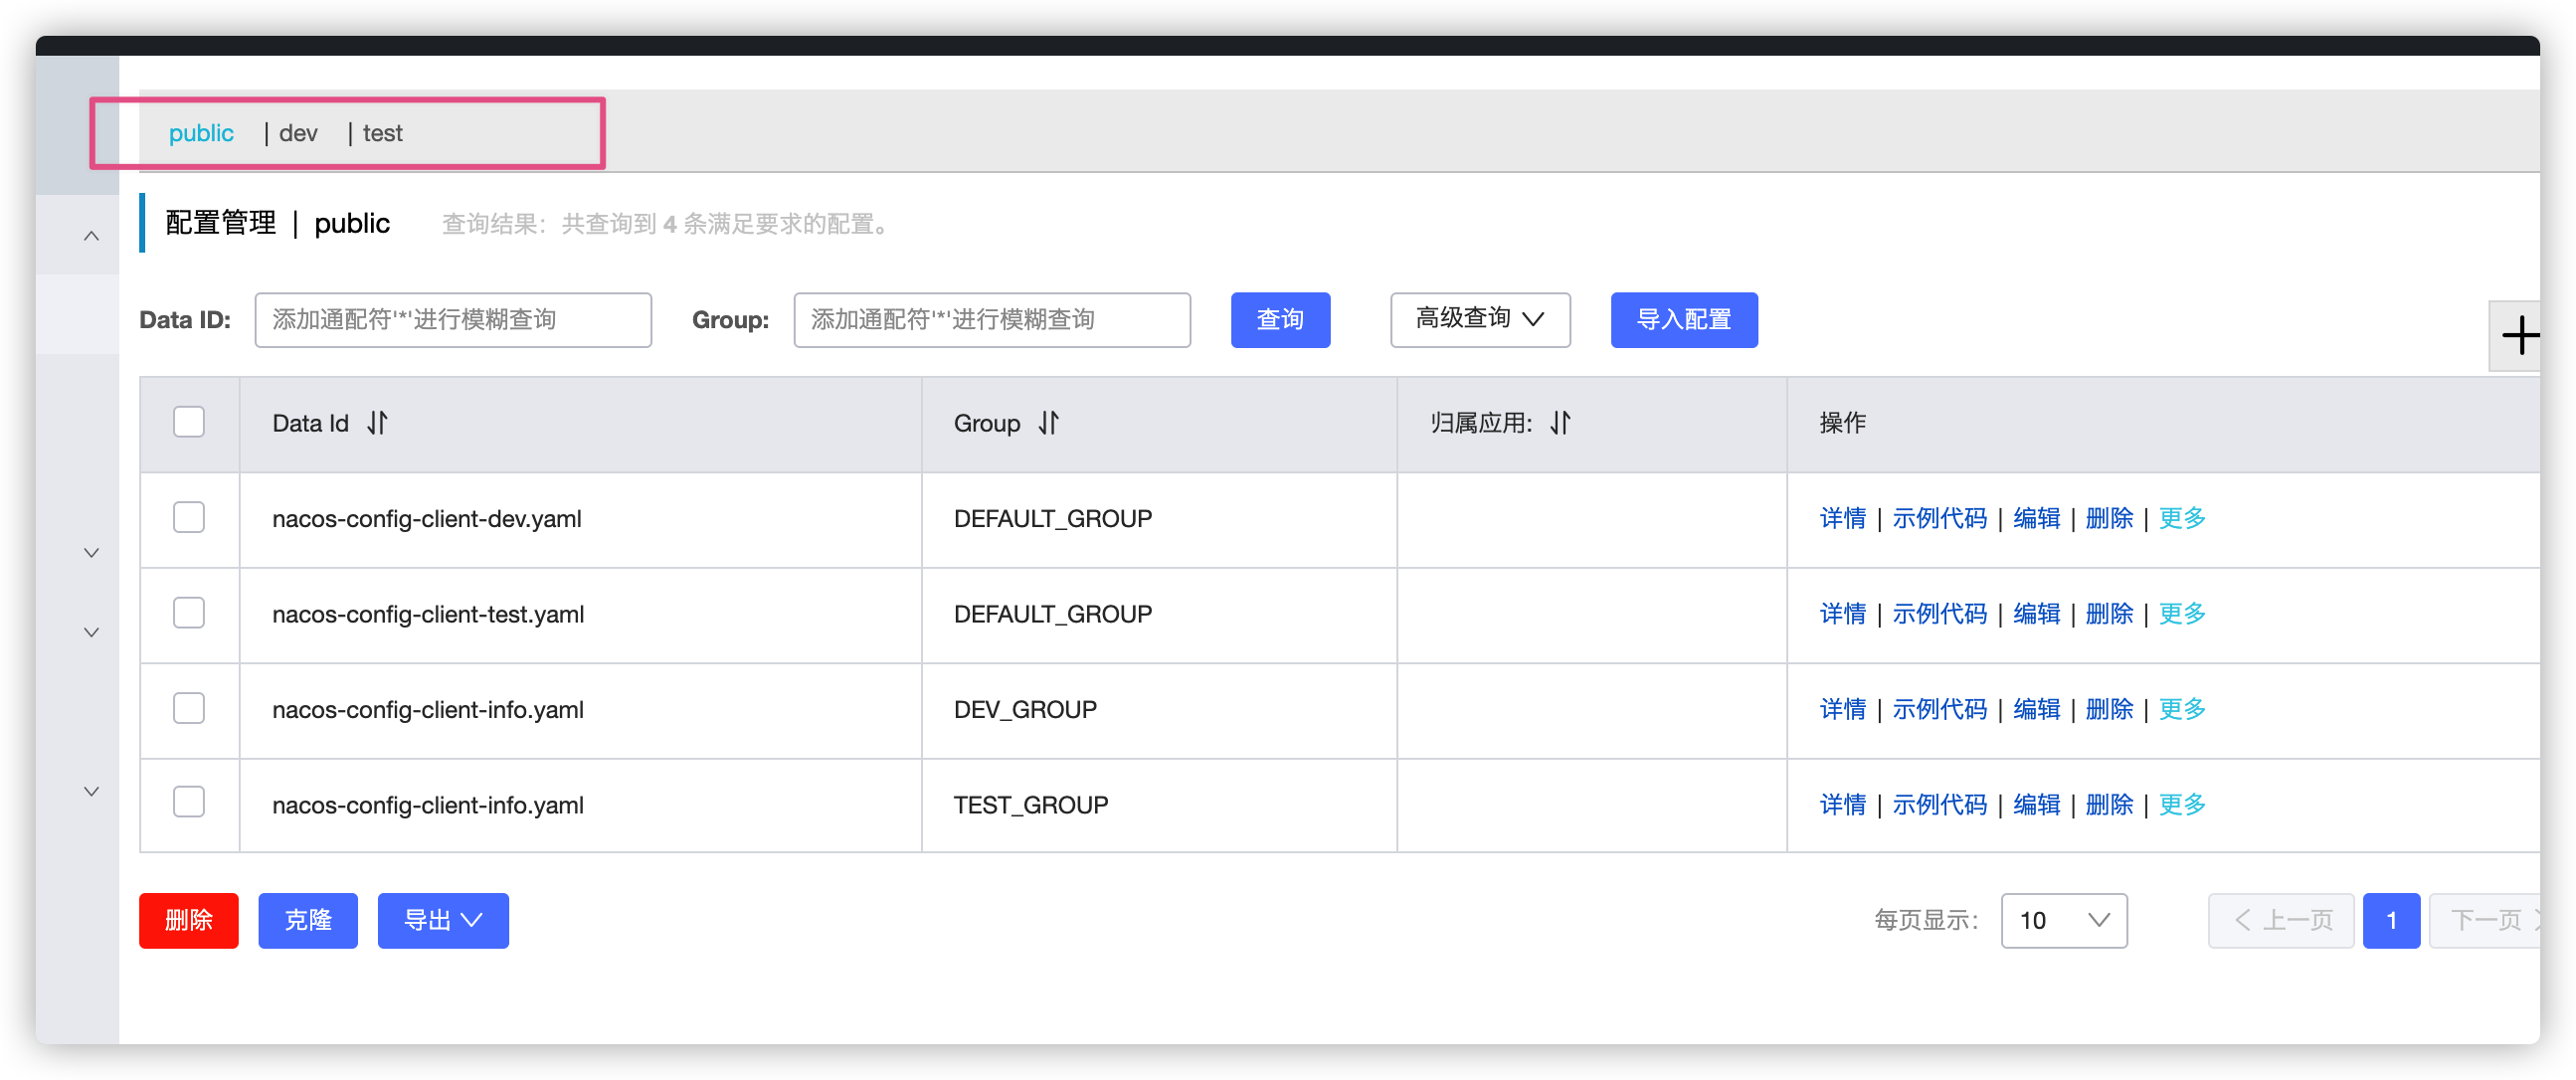 public | dev | test
配置管理 | public 查询结果：共查询到 4 条满足要求的配置。
Data ID: 添加通配符'*'进行模糊查询 Group: 添加通配符'*'进行模糊查询 查询 高级查询 导入配置
Data Id Group 归属应用: 操作
nacos-config-client-dev.yaml DEFAULT_GROUP 详情 | 示例代码 | 编辑 | 删除 | 更多
nacos-config-client-test.yaml DEFAULT_GROUP 详情 | 示例代码 | 编辑 | 删除 | 更多
nacos-config-client-info.yaml DEV_GROUP 详情 | 示例代码 | 编辑 | 删除 | 更多
nacos-config-client-info.yaml TEST_GROUP 详情 | 示例代码 | 编辑 | 删除 | 更多
删除 克隆 导出 每页显示: 10 上一页 1 下一页